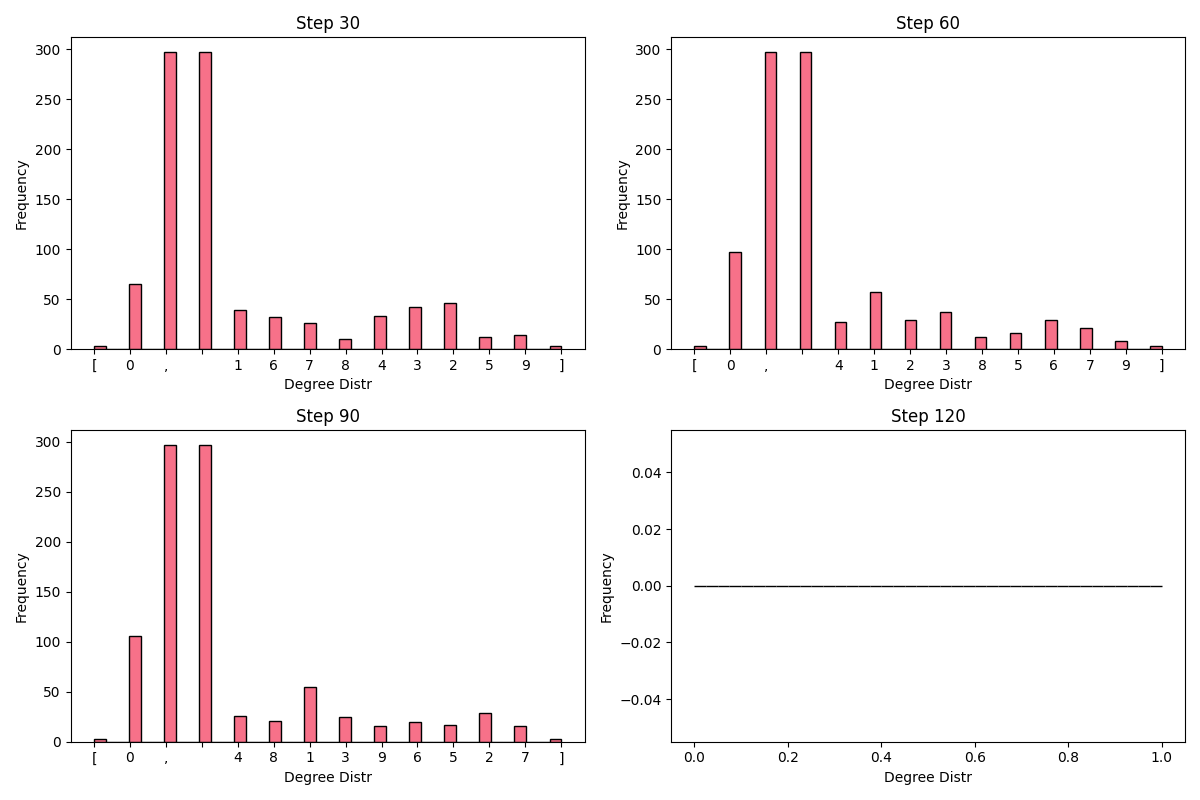 Step 30
300
250
200
150
100
50
0
Frequency
[ 0 , 1 6 7 8 4 3 2 5 9 ]
Degree Distr
Step 60
300
250
200
150
100
50
0
Frequency
[ 0 , 4 1 2 3 8 5 6 7 9 ]
Degree Distr
Step 90
300
250
200
150
100
50
0
Frequency
[ 0 , 4 8 1 3 9 6 5 2 7 ]
Degree Distr
Step 120
0.04
0.02
0.00
−0.02
−0.04
Frequency
0.0 0.2 0.4 0.6 0.8 1.0
Degree Distr